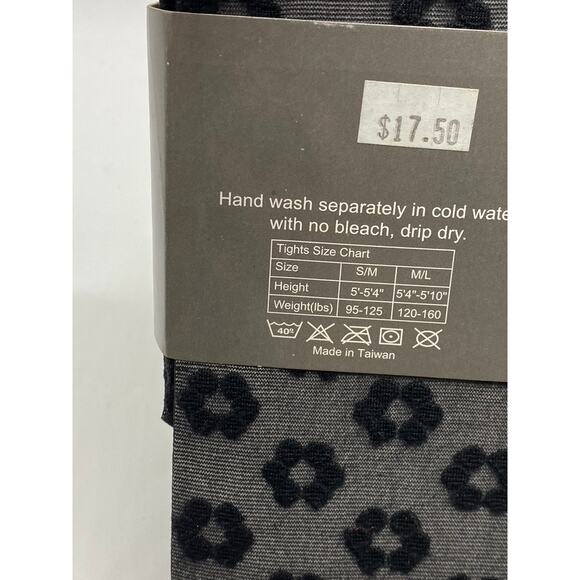 $17.50
Hand wash separately in cold wate
with no bleach, drip dry.
Tights Size Chart
Size S/M M/L
Height 5'-5'4" 5'4"-5'10"
Weight(lbs) 95-125 120-160
40°
Made in Taiwan